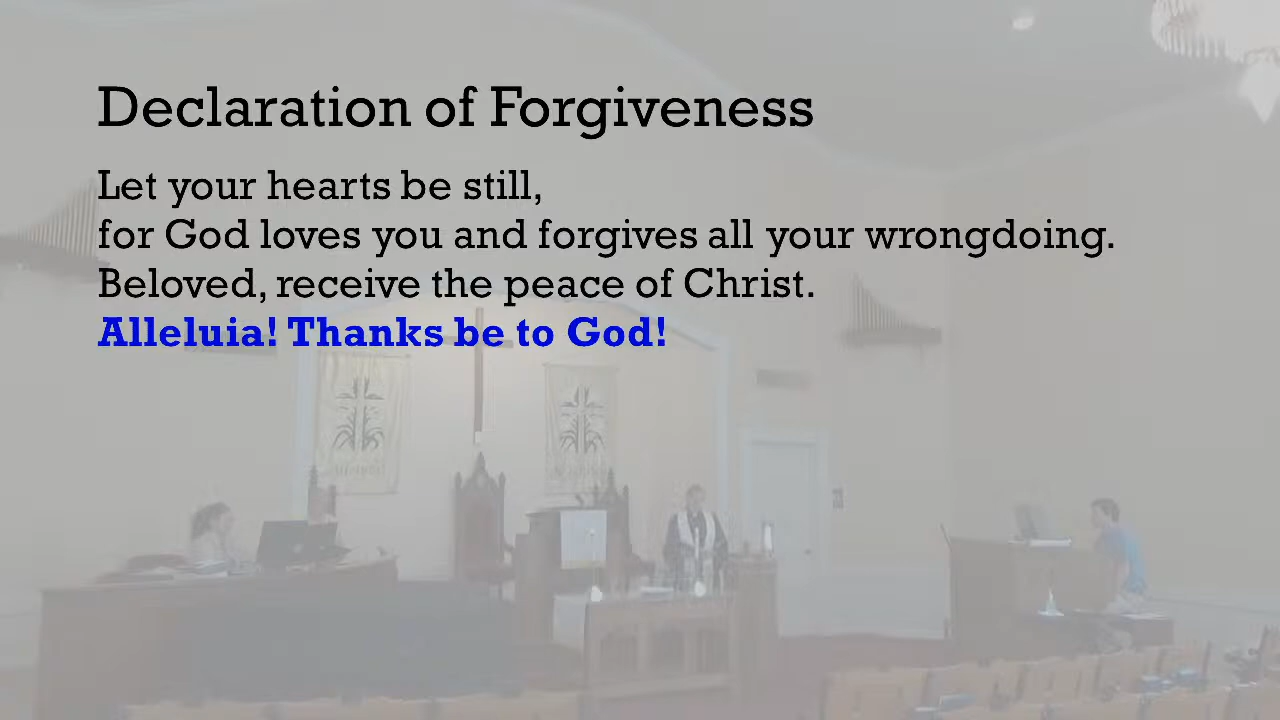 Declaration of Forgiveness
Let your hearts be still,
for God loves you and forgives all your wrongdoing.
Beloved, receive the peace of Christ.
Alleluia! Thanks be to God!